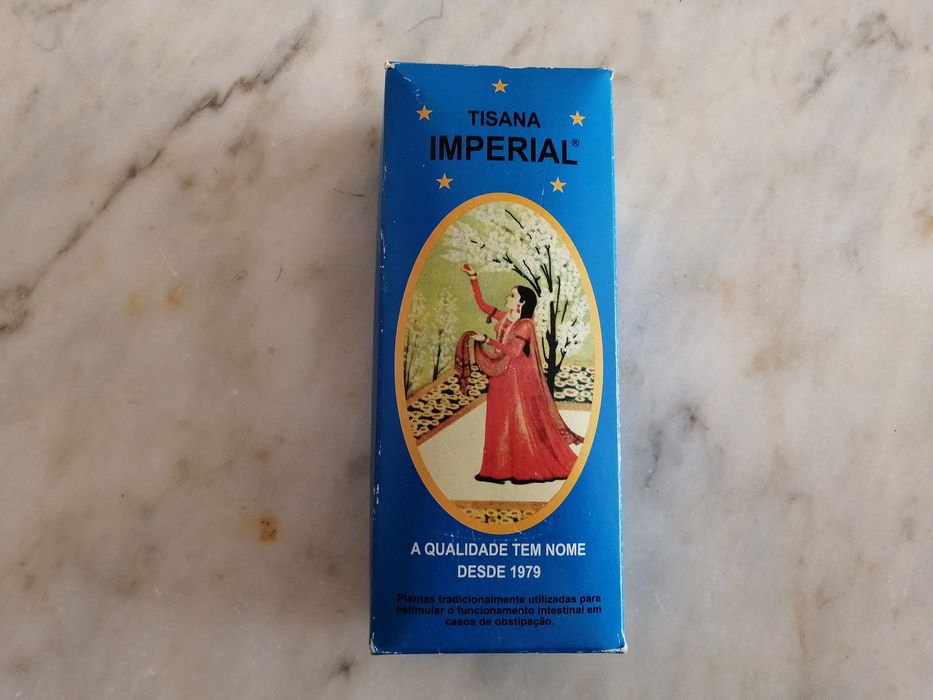 TISANA
IMPERIAL®
A QUALIDADE TEM NOME
DESDE 1979
Plantas tradicionalmente utilizadas para
estimular o funcionamento intestinal em
casos de obstipação.